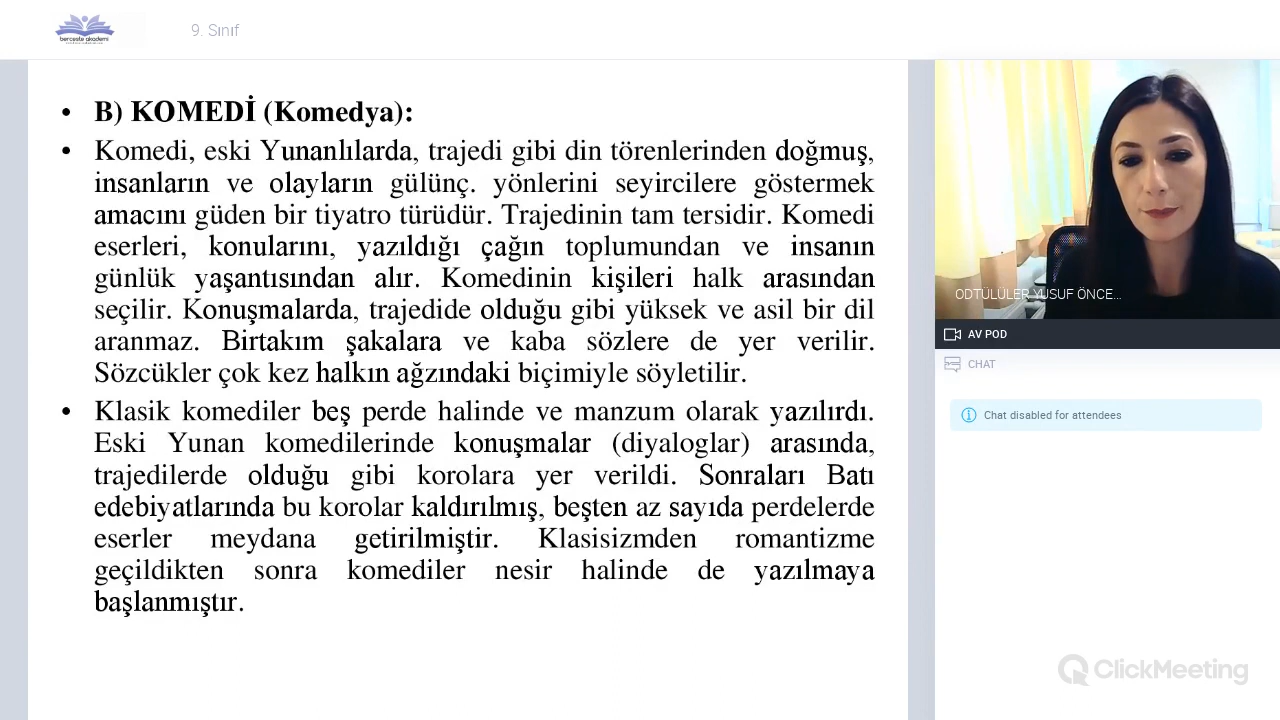 berceste akademi
9. Sınıf
• B) KOMEDİ (Komedya):
• Komedi, eski Yunanlılarda, trajedi gibi din törenlerinden doğmuş,
insanların ve olayların gülünç. yönlerini seyircilere göstermek
amacını güden bir tiyatro türüdür. Trajedinin tam tersidir. Komedi
eserleri, konularını, yazıldığı çağın toplumundan ve insanın
günlük yaşantısından alır. Komedinin kişileri halk arasından
seçilir. Konuşmalarda, trajedide olduğu gibi yüksek ve asil bir dil
aranmaz. Birtakım şakalara ve kaba sözlere de yer verilir.
Sözcükler çok kez halkın ağzındaki biçimiyle söyletilir.
• Klasik komediler beş perde halinde ve manzum olarak yazılırdı.
Eski Yunan komedilerinde konuşmalar (diyaloglar) arasında,
trajedilerde olduğu gibi korolara yer verildi. Sonraları Batı
edebiyatlarında bu korolar kaldırılmış, beşten az sayıda perdelerde
eserler meydana getirilmiştir. Klasisizmden romantizme
geçildikten sonra komediler nesir halinde de yazılmaya
başlanmıştır.
ODTÜLÜLER YUSUF ÖNCE...
AV POD
CHAT
Chat disabled for attendees
ClickMeeting